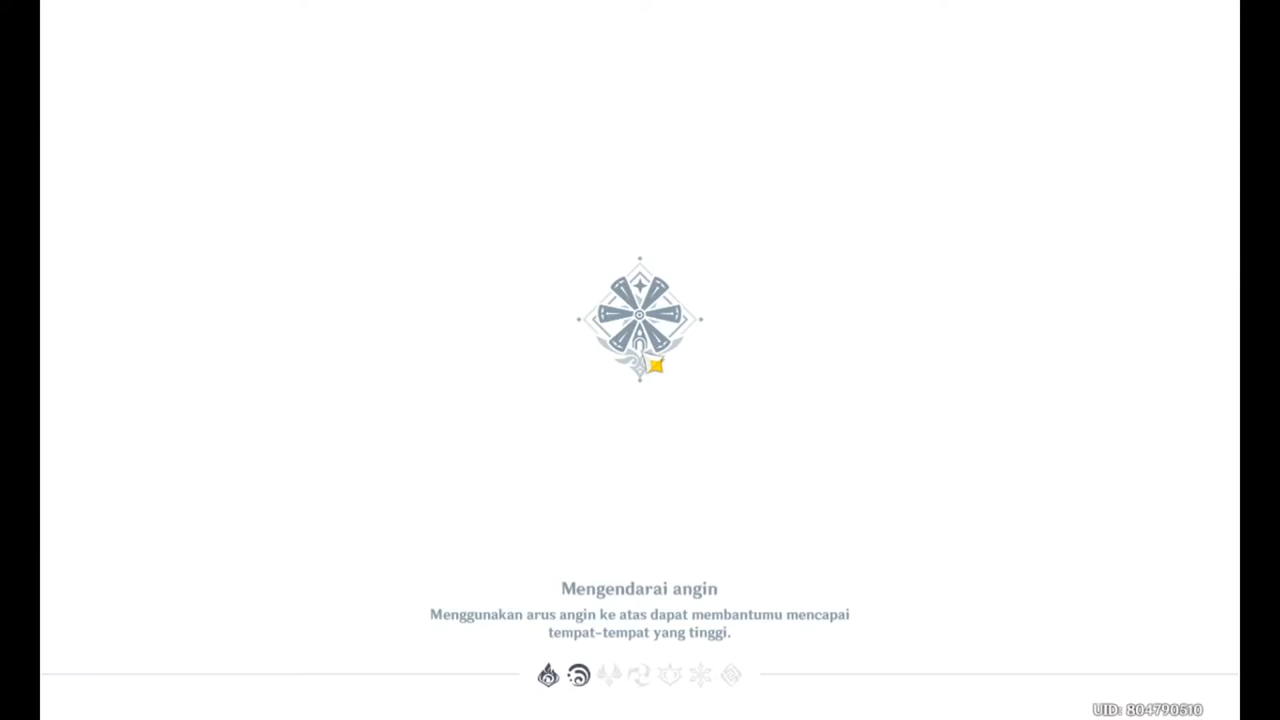 Mengendarai angin
Menggunakan arus angin ke atas dapat membantumu mencapai
tempat-tempat yang tinggi.
UID: 804790510